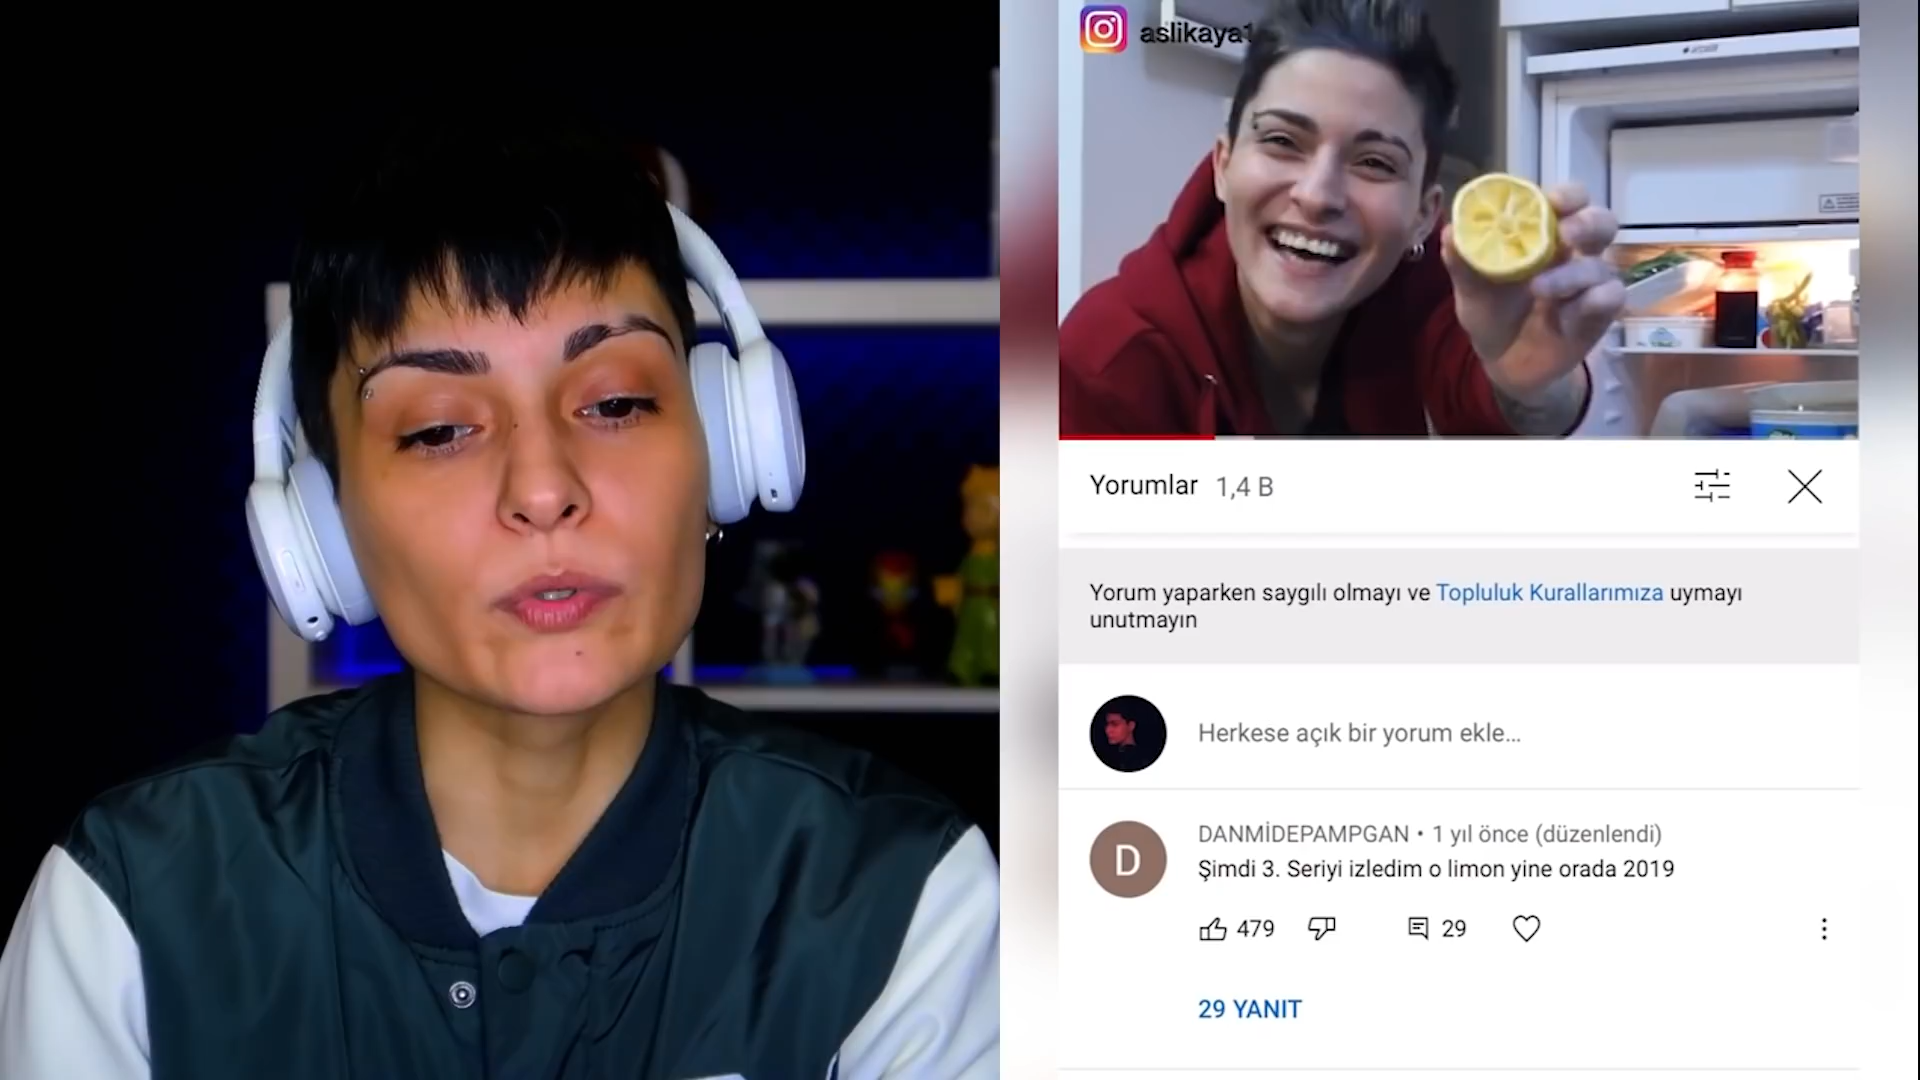 aslikaya1
Yorumlar 1,4 B
Yorum yaparken saygılı olmayı ve Topluluk Kurallarımıza uymayı
unutmayın
Herkese açık bir yorum ekle...
D
DANMİDEPAMPGAN • 1 yıl önce (düzenlendi)
Şimdi 3. Seriyi izledim o limon yine orada 2019
479 29
29 YANIT